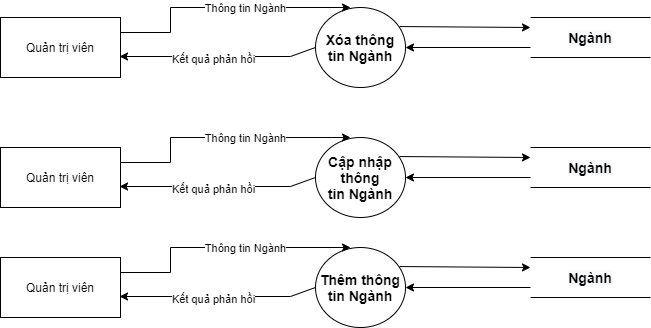 Thông tin Ngành
Quản trị viên
Xóa thông
tin Ngành
Ngành
Kết quả phản hồi
Thông tin Ngành
Quản trị viên
Cập nhập
thông
tin Ngành
Ngành
Kết quả phản hồi
Thông tin Ngành
Quản trị viên
Thêm thông
tin Ngành
Ngành
Kết quả phản hồi